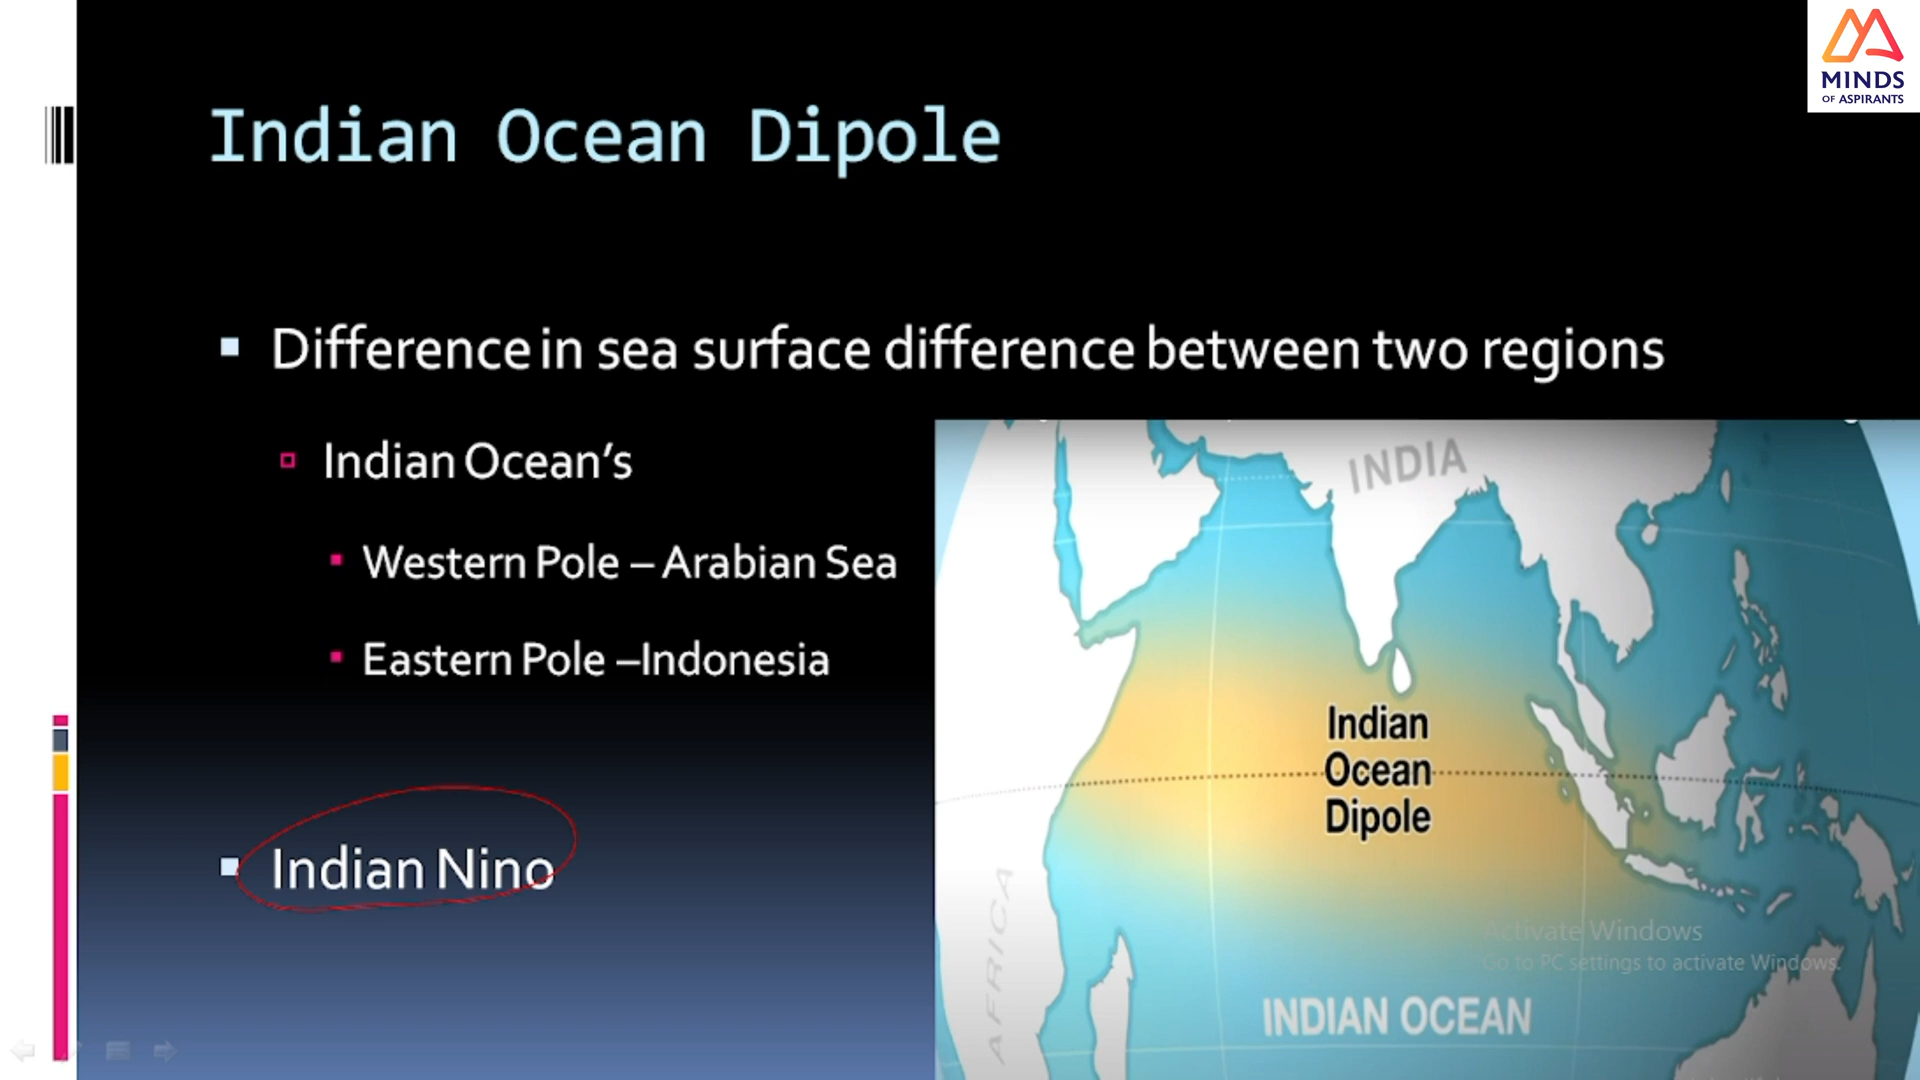 MINDS
OF ASPIRANTS
Indian Ocean Dipole
Difference in sea surface difference between two regions
Indian Ocean’s
Western Pole – Arabian Sea
Eastern Pole –Indonesia
Indian Nino
INDIA
Indian
Ocean
Dipole
AFRICA
INDIAN OCEAN
Activate Windows
Go to PC settings to activate Windows.